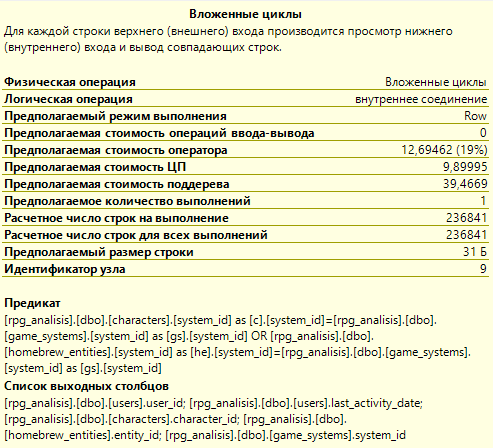 Вложенные циклы
Для каждой строки верхнего (внешнего) входа производится просмотр нижнего
(внутреннего) входа и вывод совпадающих строк.
Физическая операция Вложенные циклы
Логическая операция внутреннее соединение
Предполагаемый режим выполнения Row
Предполагаемая стоимость операций ввода-вывода 0
Предполагаемая стоимость оператора 12,69462 (19%)
Предполагаемая стоимость ЦП 9,89995
Предполагаемая стоимость поддерева 39,4669
Предполагаемое количество выполнений 1
Расчетное число строк на выполнение 236841
Расчетное число строк для всех выполнений 236841
Предполагаемый размер строки 31 Б
Идентификатор узла 9
Предикат
[rpg_analisis].[dbo].[characters].[system_id] as [c].[system_id]=[rpg_analisis].[dbo].
[game_systems].[system_id] as [gs].[system_id] OR [rpg_analisis].[dbo].
[homebrew_entities].[system_id] as [he].[system_id]=[rpg_analisis].[dbo].[game_systems].
[system_id] as [gs].[system_id]
Список выходных столбцов
[rpg_analisis].[dbo].[users].user_id; [rpg_analisis].[dbo].[users].last_activity_date;
[rpg_analisis].[dbo].[characters].character_id; [rpg_analisis].[dbo].
[homebrew_entities].entity_id; [rpg_analisis].[dbo].[game_systems].system_id